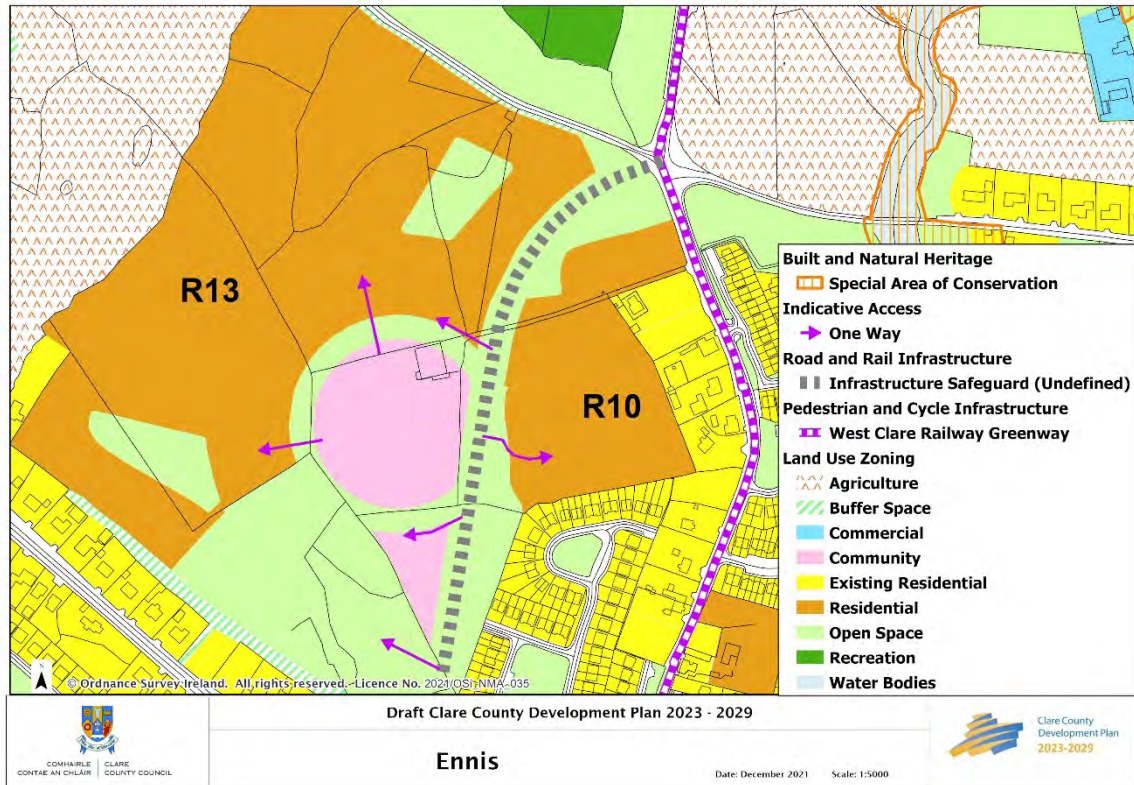 R13
R10
Built and Natural Heritage
Special Area of Conservation
Indicative Access
One Way
Road and Rail Infrastructure
Infrastructure Safeguard (Undefined)
Pedestrian and Cycle Infrastructure
West Clare Railway Greenway
Land Use Zoning
Agriculture
Buffer Space
Commercial
Community
Existing Residential
Residential
Open Space
Recreation
Water Bodies
N
© Ordnance Survey Ireland. All rights reserved. Licence No. 2021/OSi_NMA_035
COMHAIRLE CONTAE AN CHLÁIR
CLARE COUNTY COUNCIL
Draft Clare County Development Plan 2023 - 2029
Ennis
Date: December 2021 Scale: 1:5000
Clare County
Development Plan
2023-2029